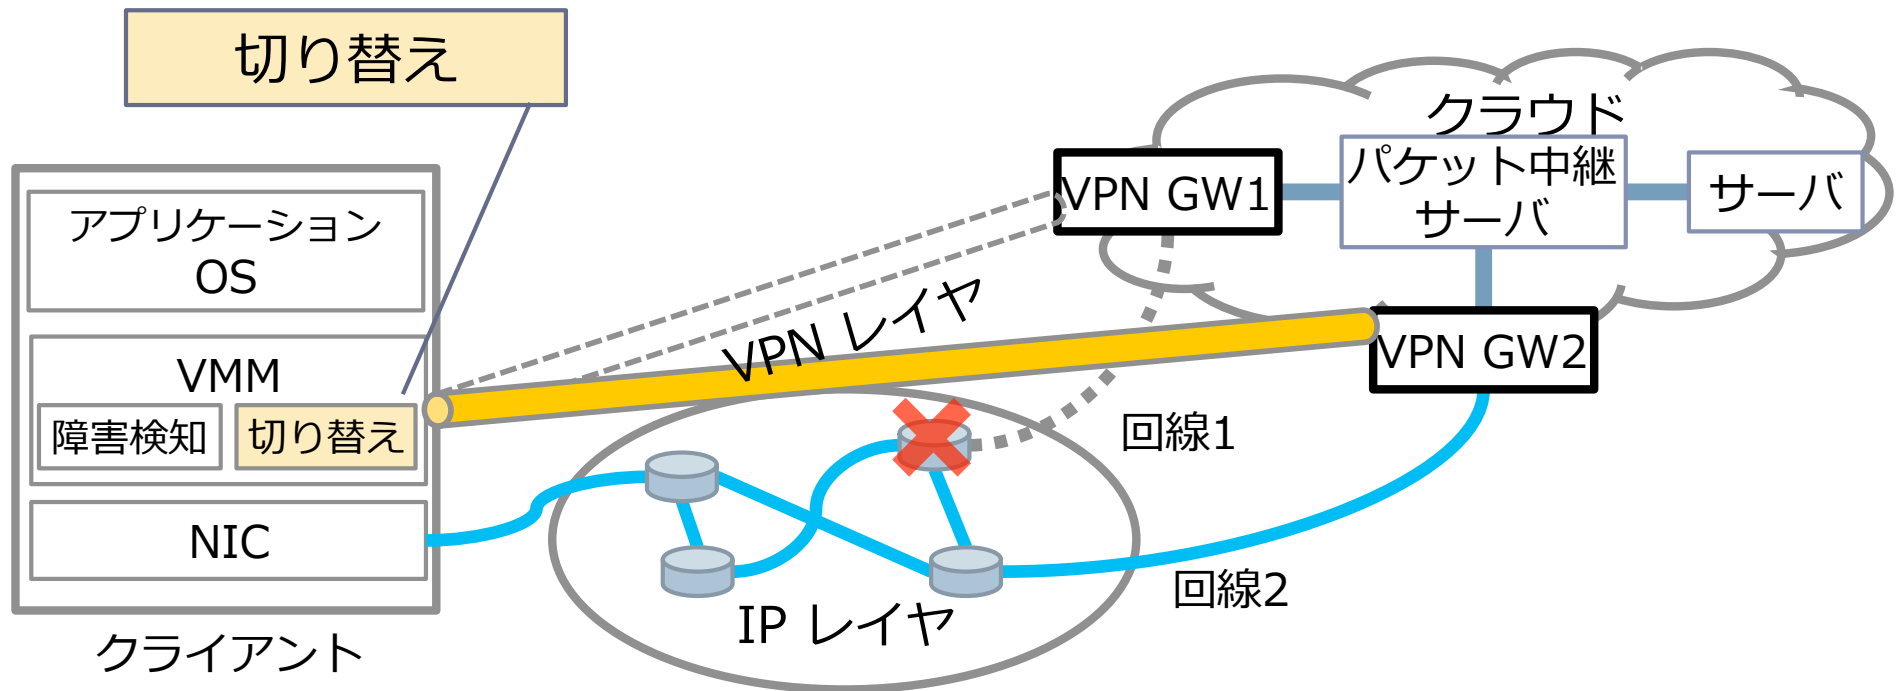 切り替え
クラウド
VPN GW1
パケット中継
サーバ
サーバ
アプリケーション
OS
VPN レイヤ
VPN GW2
VMM
障害検知
切り替え
回線1
NIC
回線2
IP レイヤ
クライアント